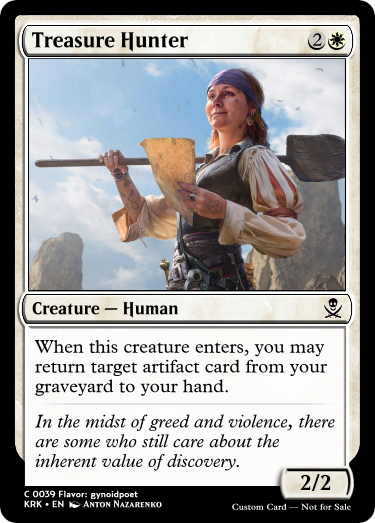 Treasure Hunter 2
Creature — Human
When this creature enters, you may
return target artifact card from your
graveyard to your hand.
In the midst of greed and violence, there
are some who still care about the
inherent value of discovery.
2/2
C 0039 Flavor: gynoidpoet
KRK • EN Anton Nazarenko
Custom Card — Not for Sale